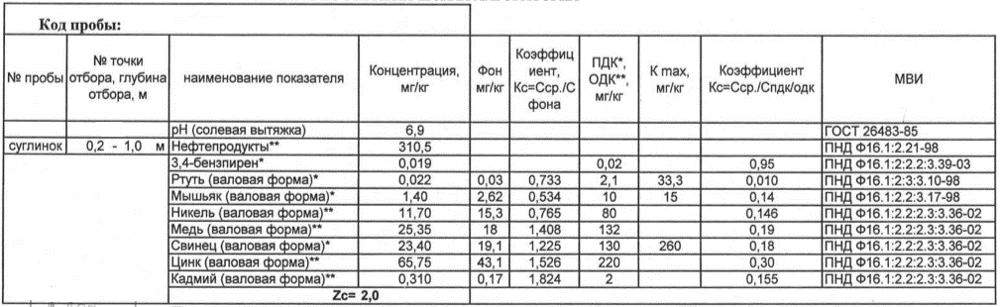 Код пробы:
№ пробы | № точки отбора, глубина отбора, м | наименование показателя | Концентрация, мг/кг | Фон мг/кг | Коэффициент, Кс=Сср./С фона | ПДК*, ОДК**, мг/кг | K max, мг/кг | Коэффициент Кс=Сср./Спдк/одк | МВИ
pH (солевая вытяжка) | 6,9 | ГОСТ 26483-85
суглинок | 0,2 - 1,0 м | Нефтепродукты** | 310,5 | ПНД Ф16.1:2.21-98
3,4-бензпирен* | 0,019 | 0,02 | 0,95 | ПНД Ф16.1:2:2.2:3.39-03
Ртуть (валовая форма)* | 0,022 | 0,03 | 0,733 | 2,1 | 33,3 | 0,010 | ПНД Ф16.1:2:3:3.10-98
Мышьяк (валовая форма)* | 1,40 | 2,62 | 0,534 | 10 | 15 | 0,14 | ПНД Ф16.1:2:2:3.17-98
Никель (валовая форма)** | 11,70 | 15,3 | 0,765 | 80 | 0,146 | ПНД Ф16.1:2.2:2.3:3.36-02
Медь (валовая форма)** | 25,35 | 18 | 1,408 | 132 | 0,19 | ПНД Ф16.1:2.2:2.3:3.36-02
Свинец (валовая форма)* | 23,40 | 19,1 | 1,225 | 130 | 260 | 0,18 | ПНД Ф16.1:2.2:2.3:3.36-02
Цинк (валовая форма)** | 65,75 | 43,1 | 1,526 | 220 | 0,30 | ПНД Ф16.1:2.2:2.3:3.36-02
Кадмий (валовая форма)** | 0,310 | 0,17 | 1,824 | 2 | 0,155 | ПНД Ф16.1:2.2:2.3:3.36-02
Zc= 2,0